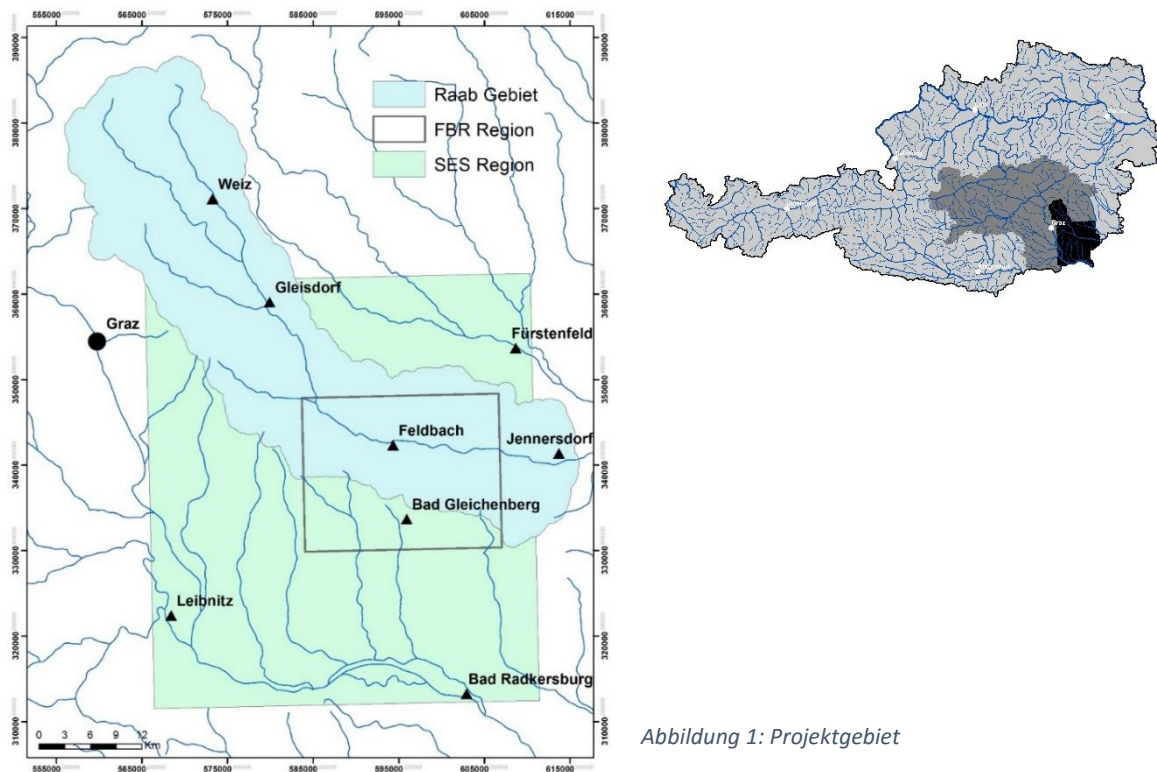 555000 565000 575000 585000 595000 605000 615000
390000
380000
370000
360000
350000
340000
330000
320000
310000
390000
380000
370000
360000
350000
340000
330000
320000
310000
Raab Gebiet
FBR Region
SES Region
Weiz
Gleisdorf
Graz
Fürstenfeld
Feldbach
Jennersdorf
Bad Gleichenberg
Leibnitz
Bad Radkersburg
0 3 6 9 12
Km
555000 565000 575000 585000 595000 605000 615000
Graz
Abbildung 1: Projektgebiet